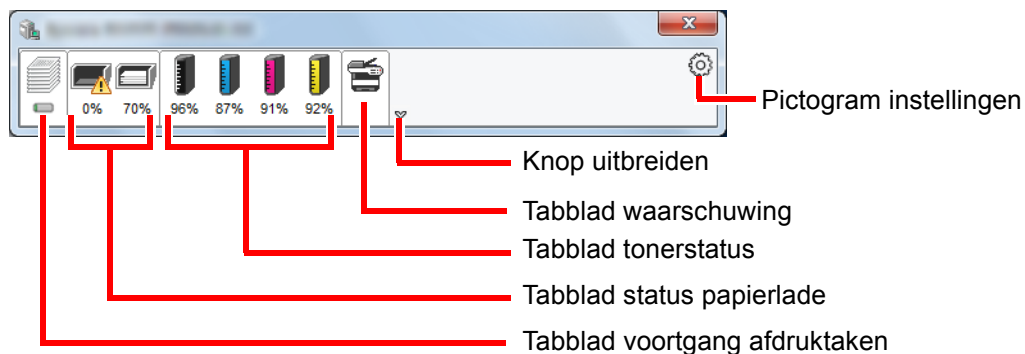 0% 70% 96% 87% 91% 92%
Pictogram instellingen
Knop uitbreiden
Tabblad waarschuwing
Tabblad tonerstatus
Tabblad status papierlade
Tabblad voortgang afdruktaken